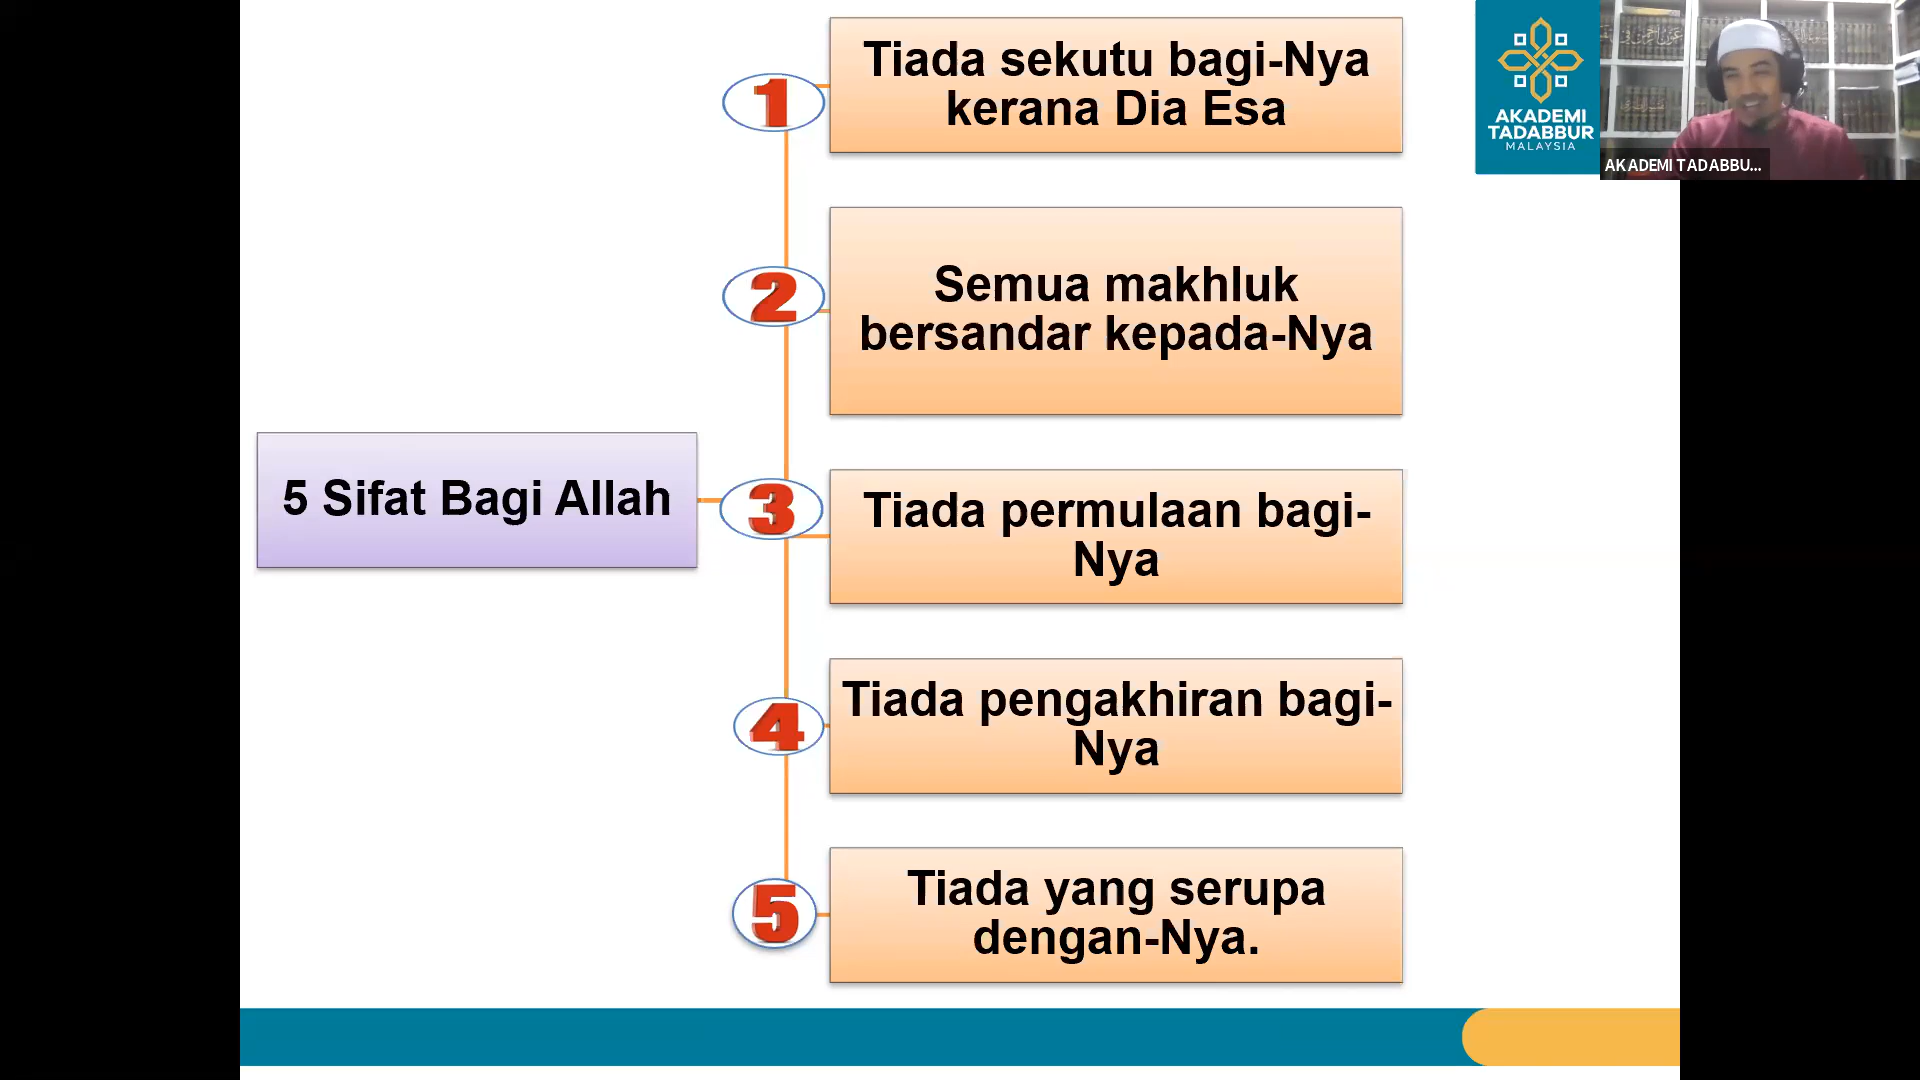 1
Tiada sekutu bagi-Nya
kerana Dia Esa
2
Semua makhluk
bersandar kepada-Nya
5 Sifat Bagi Allah
3
Tiada permulaan bagi-
Nya
4
Tiada pengakhiran bagi-
Nya
5
Tiada yang serupa
dengan-Nya.
AKADEMI
TADABBUR
MALAYSIA
AKADEMI TADABBU...